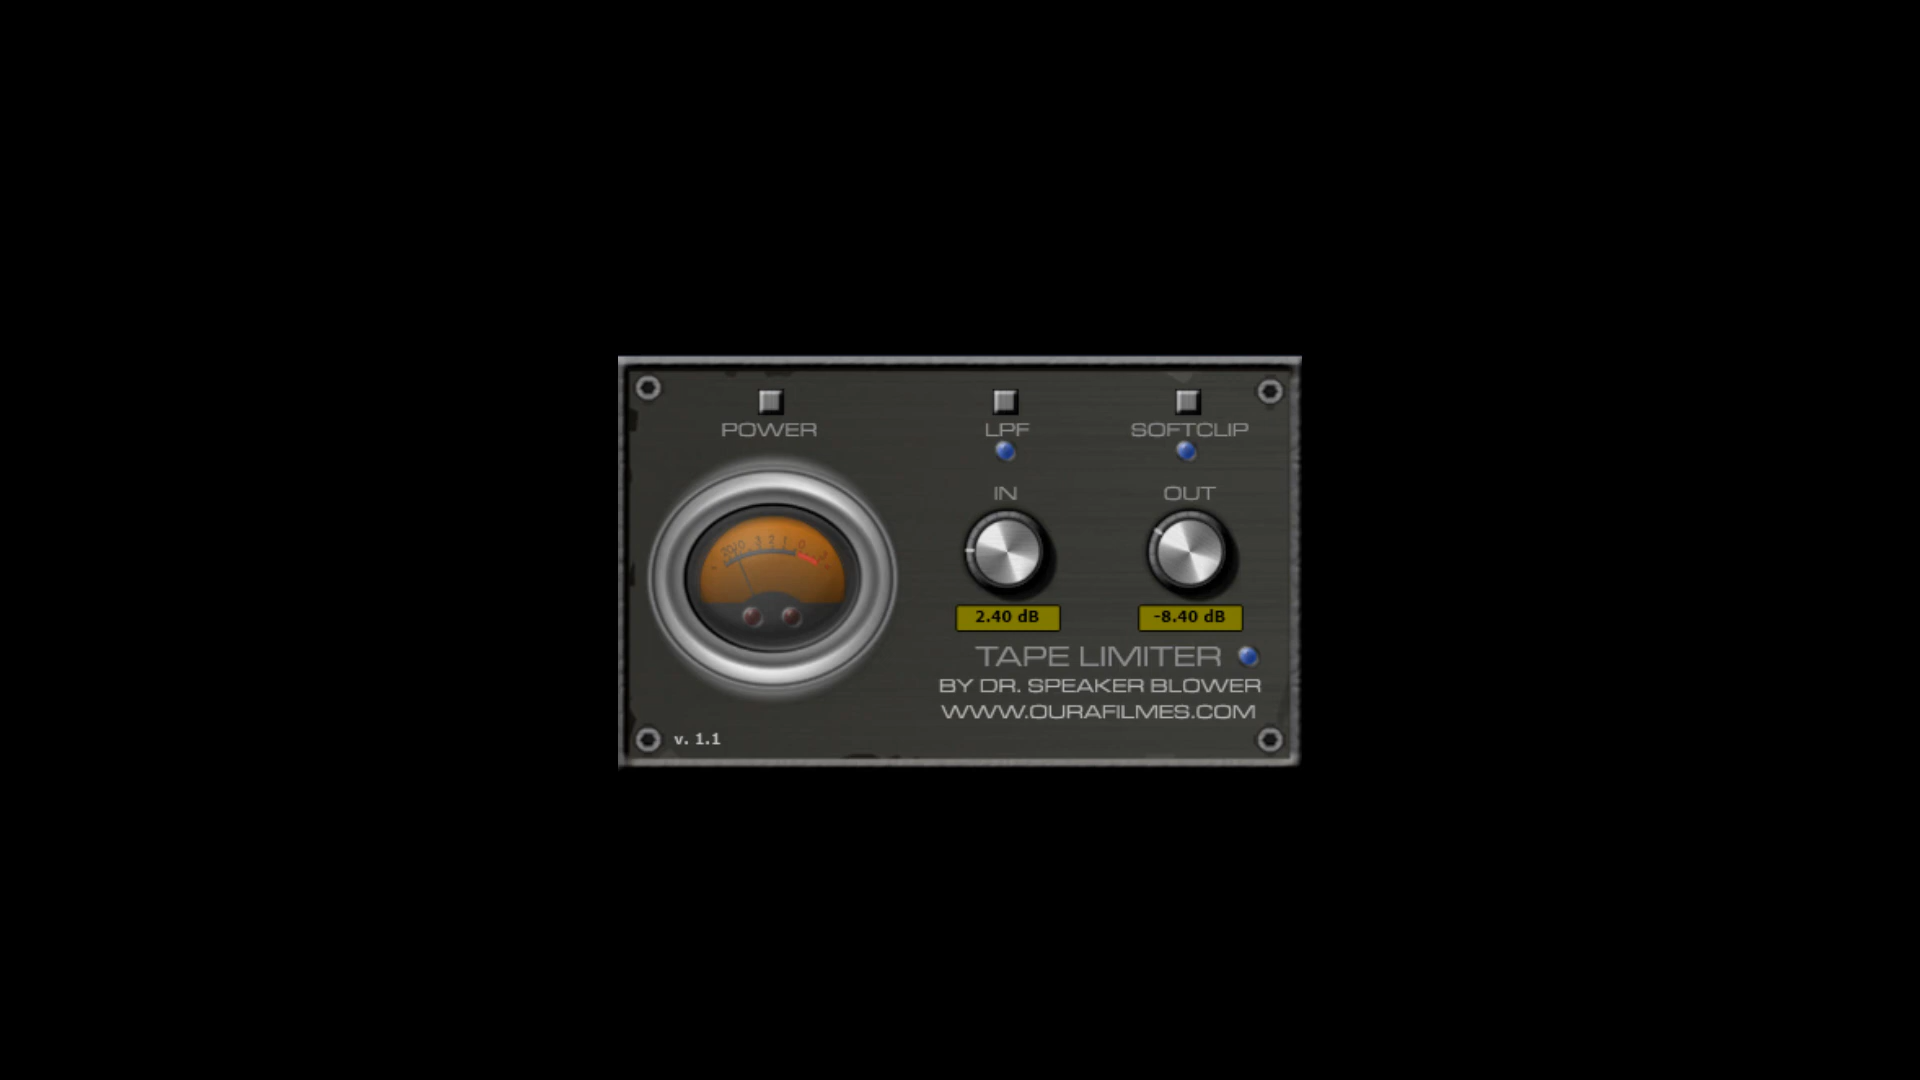 POWER
LPF
SOFTCLIP
IN
OUT
2.40 dB
-8.40 dB
TAPE LIMITER
BY DR. SPEAKER BLOWER
WWW.OURAFILMES.COM
v. 1.1